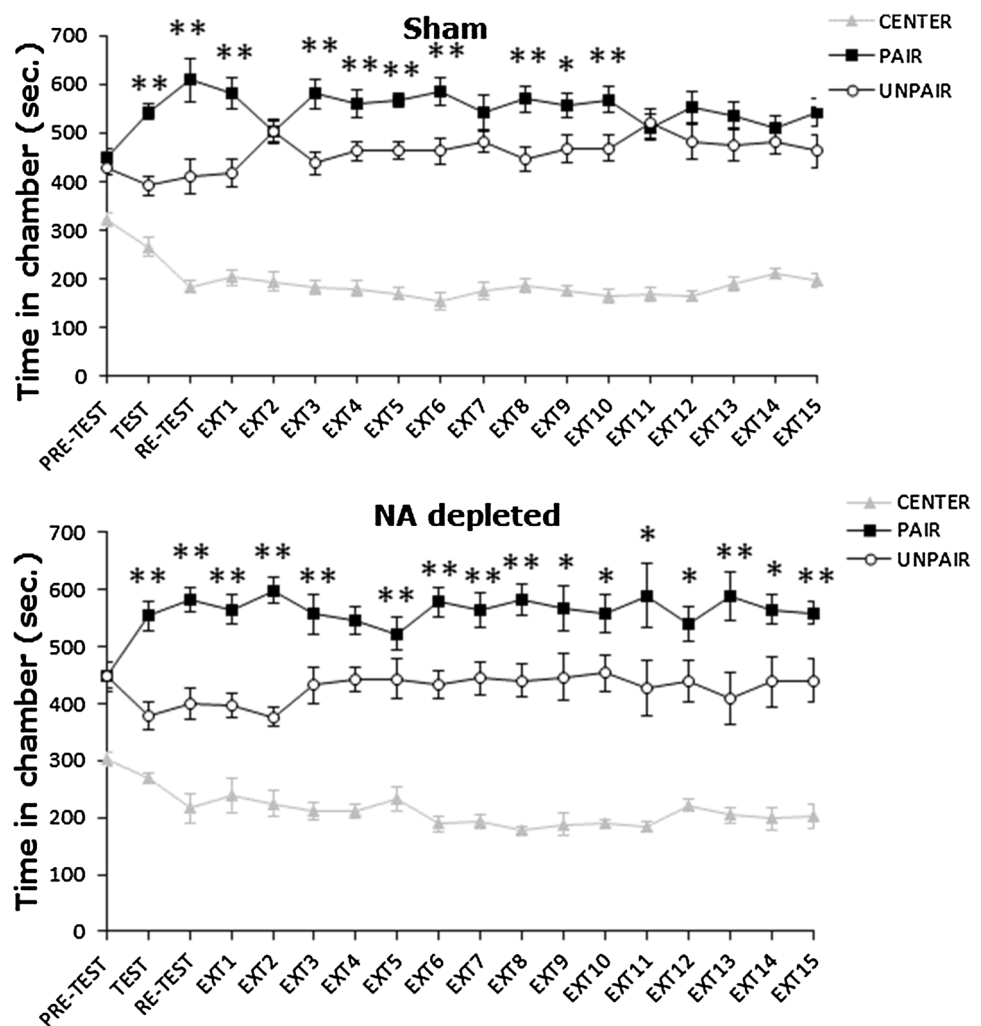 Sham
CENTER
PAIR
UNPAIR
** ** ** ** ** ** ** ** * **
Time in chamber (sec.)
700
600
500
400
300
200
100
0
PRE-TEST
TEST
RE-TEST
EXT1
EXT2
EXT3
EXT4
EXT5
EXT6
EXT7
EXT8
EXT9
EXT10
EXT11
EXT12
EXT13
EXT14
EXT15
NA depleted
CENTER
PAIR
UNPAIR
** ** ** ** ** ** ** ** ** * * * * ** * **
Time in chamber (sec.)
700
600
500
400
300
200
100
0
PRE-TEST
TEST
RE-TEST
EXT1
EXT2
EXT3
EXT4
EXT5
EXT6
EXT7
EXT8
EXT9
EXT10
EXT11
EXT12
EXT13
EXT14
EXT15